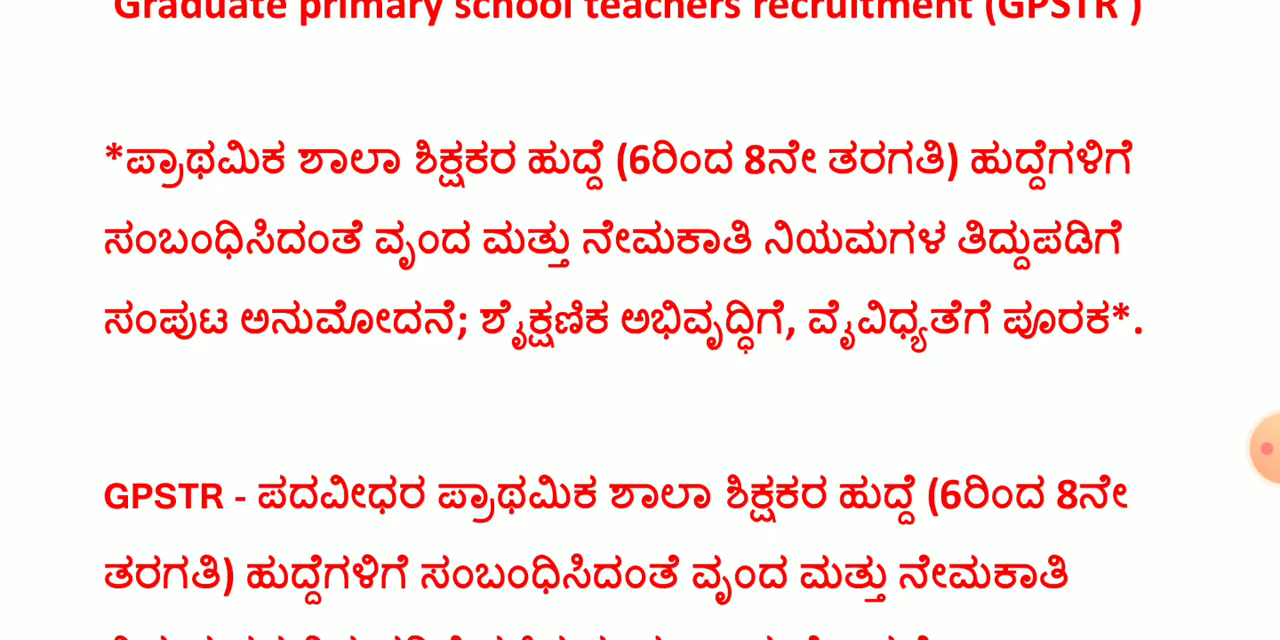 Graduate primary school teachers recruitment (GPSTR )
*ಪ್ರಾಥಮಿಕ ಶಾಲಾ ಶಿಕ್ಷಕರ ಹುದ್ದೆ (6ರಿಂದ 8ನೇ ತರಗತಿ) ಹುದ್ದೆಗಳಿಗೆ
ಸಂಬಂಧಿಸಿದಂತೆ ವೃಂದ ಮತ್ತು ನೇಮಕಾತಿ ನಿಯಮಗಳ ತಿದ್ದುಪಡಿಗೆ
ಸಂಪುಟ ಅನುಮೋದನೆ; ಶೈಕ್ಷಣಿಕ ಅಭಿವೃದ್ಧಿಗೆ, ವೈವಿಧ್ಯತೆಗೆ ಪೂರಕ*.
GPSTR - ಪದವೀಧರ ಪ್ರಾಥಮಿಕ ಶಾಲಾ ಶಿಕ್ಷಕರ ಹುದ್ದೆ (6ರಿಂದ 8ನೇ
ತರಗತಿ) ಹುದ್ದೆಗಳಿಗೆ ಸಂಬಂಧಿಸಿದಂತೆ ವೃಂದ ಮತ್ತು ನೇಮಕಾತಿ